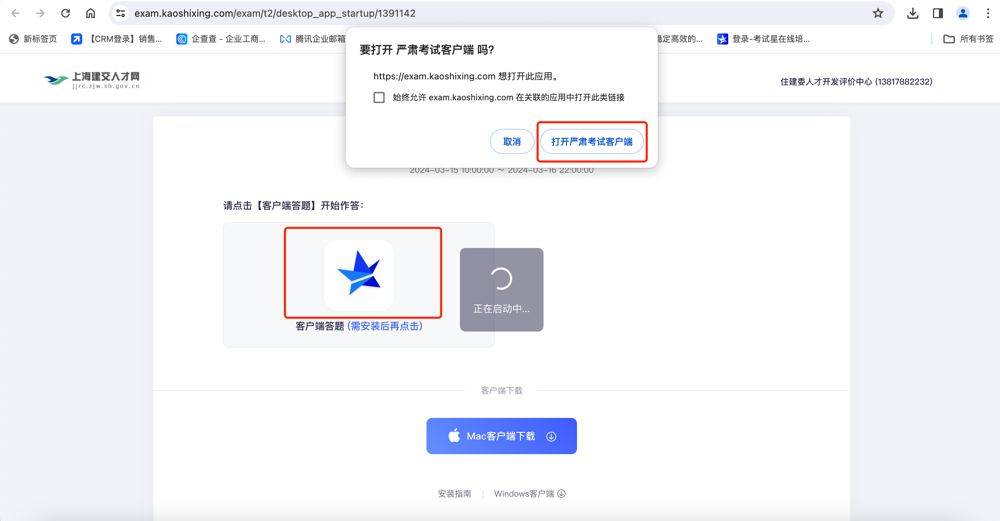 exam.kaoshixing.com/exam/t2/desktop_app_startup/1391142
新标签页
【CRM登录】销售...
企查查 - 企业工商...
腾讯企业邮箱
稳定高效的...
登录-考试星在线培...
所有书签
要打开 严肃考试客户端 吗?
https://exam.kaoshixing.com 想打开此应用。
始终允许 exam.kaoshixing.com 在关联的应用中打开此类链接
取消
打开严肃考试客户端
上海建交人才网
jjrc.zjw.sh.gov.cn
住建委人才开发评价中心 (13817882232)
2024-03-15 10:00:00 ~ 2024-03-16 22:00:00
请点击【客户端答题】开始作答:
客户端答题 (需安装后再点击)
正在启动中...
客户端下载
Mac客户端下载
安装指南
Windows客户端